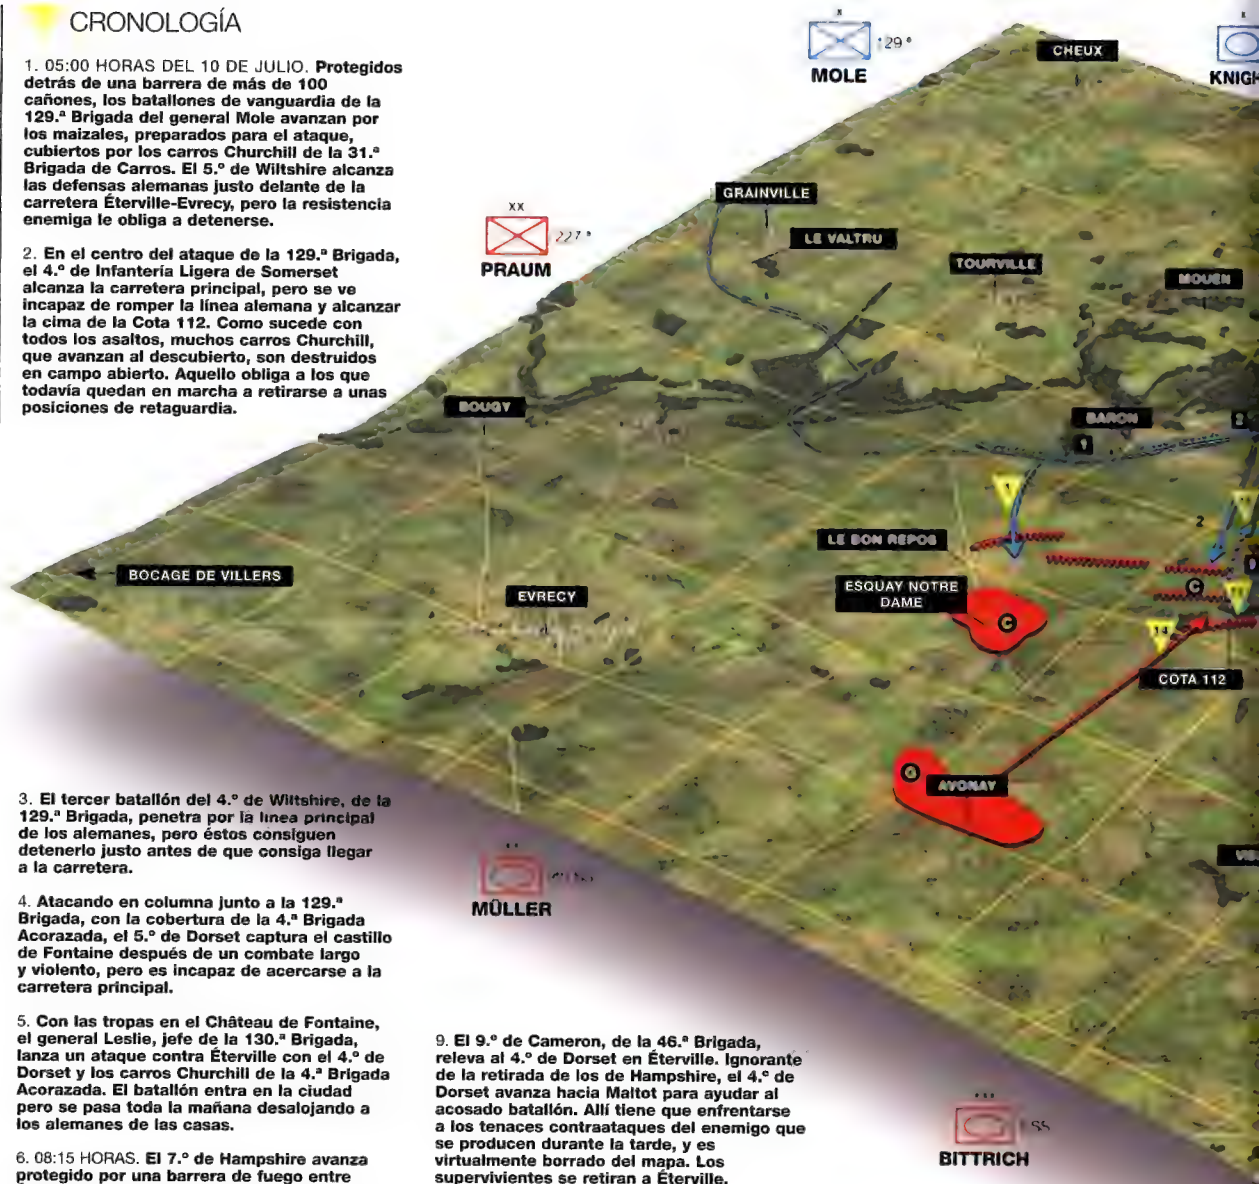 CRONOLOGÍA
1. 05:00 HORAS DEL 10 DE JULIO. Protegidos
detrás de una barrera de más de 100
cañones, los batallones de vanguardia de la
129.ª Brigada del general Mole avanzan por
los maizales, preparados para el ataque,
cubiertos por los carros Churchill de la 31.ª
Brigada de Carros. El 5.º de Wiltshire alcanza
las defensas alemanas justo delante de la
carretera Éterville-Evrecy, pero la resistencia
enemiga le obliga a detenerse.
2. En el centro del ataque de la 129.ª Brigada,
el 4.º de Infantería Ligera de Somerset
alcanza la carretera principal, pero se ve
incapaz de romper la línea alemana y alcanzar
la cima de la Cota 112. Como sucede con
todos los asaltos, muchos carros Churchill,
que avanzan al descubierto, son destruidos
en campo abierto. Aquello obliga a los que
todavía quedan en marcha a retirarse a unas
posiciones de retaguardia.
3. El tercer batallón del 4.º de Wiltshire, de la
129.ª Brigada, penetra por la línea principal
de los alemanes, pero éstos consiguen
detenerlo justo antes de que consiga llegar
a la carretera.
4. Atacando en columna junto a la 129.ª
Brigada, con la cobertura de la 4.ª Brigada
Acorazada, el 5.º de Dorset captura el castillo
de Fontaine después de un combate largo
y violento, pero es incapaz de acercarse a la
carretera principal.
5. Con las tropas en el Château de Fontaine,
el general Leslie, jefe de la 130.ª Brigada,
lanza un ataque contra Éterville con el 4.º de
Dorset y los carros Churchill de la 4.ª Brigada
Acorazada. El batallón entra en la ciudad
pero se pasa toda la mañana desalojando a
los alemanes de las casas.
6. 08:15 HORAS. El 7.º de Hampshire avanza
protegido por una barrera de fuego entre
9. El 9.º de Cameron, de la 46.ª Brigada,
releva al 4.º de Dorset en Éterville. Ignorante
de la retirada de los de Hampshire, el 4.º de
Dorset avanza hacia Maltot para ayudar al
acosado batallón. Allí tiene que enfrentarse
a los tenaces contraataques del enemigo que
se producen durante la tarde, y es
virtualmente borrado del mapa. Los
supervivientes se retiran a Éterville.
X
129ª
MOLE
X
KNIGH
CHEUX
XX
227ª
PRAUM
GRAINVILLE
LE VALTRU
TOURVILLE
MOUEN
BOUGY
BARON
1
2
1
2
LE BON REPOS
BOCAGE DE VILLERS
EVRECY
ESQUAY NOTRE
DAME
C
C
14
COTA 112
AVONAY
MÜLLER
SS
BITTRICH